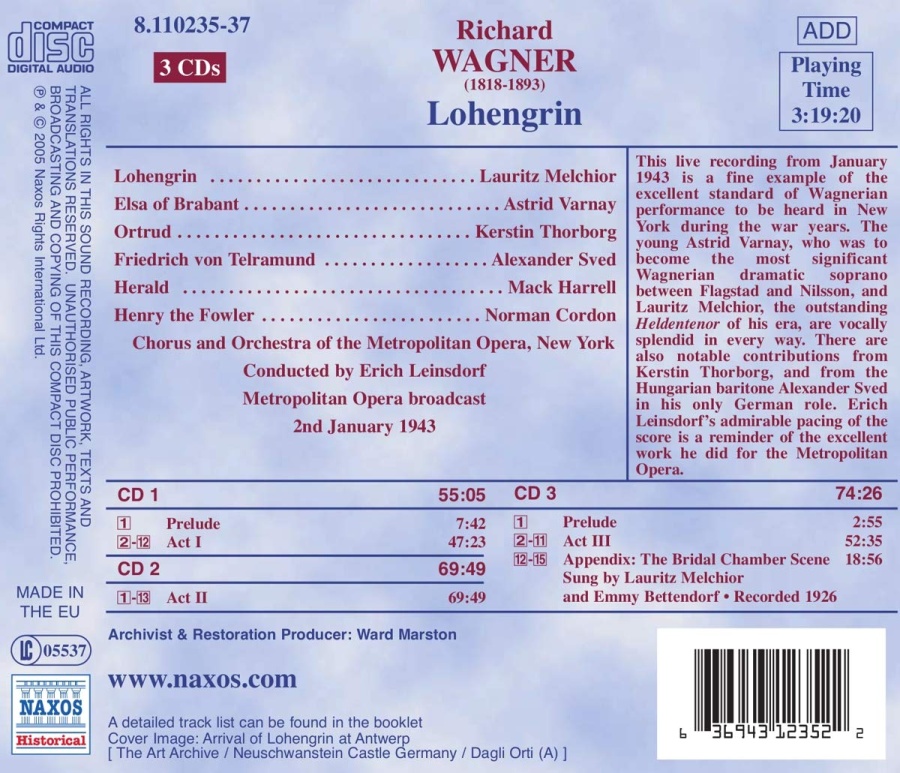 COMPACT
disc
DIGITAL AUDIO
8.110235-37
3 CDs
Richard
WAGNER
(1818-1893)
Lohengrin
ADD
Playing
Time
3:19:20
ALL RIGHTS IN THIS SOUND RECORDING, ARTWORK, TEXTS AND
TRANSLATIONS RESERVED. UNAUTHORISED PUBLIC PERFORMANCE,
BROADCASTING AND COPYING OF THIS COMPACT DISC PROHIBITED.
℗ & © 2005 Naxos Rights International Ltd.
Lohengrin ............................ Lauritz Melchior
Elsa of Brabant ........................... Astrid Varnay
Ortrud ............................... Kerstin Thorborg
Friedrich von Telramund .................. Alexander Sved
Herald .................................. Mack Harrell
Henry the Fowler ....................... Norman Cordon
Chorus and Orchestra of the Metropolitan Opera, New York
Conducted by Erich Leinsdorf
Metropolitan Opera broadcast
2nd January 1943
This live recording from January
1943 is a fine example of the
excellent standard of Wagnerian
performance to be heard in New
York during the war years. The
young Astrid Varnay, who was to
become the most significant
Wagnerian dramatic soprano
between Flagstad and Nilsson, and
Lauritz Melchior, the outstanding
Heldentenor of his era, are vocally
splendid in every way. There are
also notable contributions from
Kerstin Thorborg, and from the
Hungarian baritone Alexander Sved
in his only German role. Erich
Leinsdorf's admirable pacing of the
score is a reminder of the excellent
work he did for the Metropolitan
Opera.
CD 1 55:05
1 Prelude 7:42
2-12 Act I 47:23
CD 2 69:49
1-13 Act II 69:49
CD 3 74:26
1 Prelude 2:55
2-11 Act III 52:35
12-15 Appendix: The Bridal Chamber Scene 18:56
Sung by Lauritz Melchior
and Emmy Bettendorf • Recorded 1926
MADE IN
THE EU
LC 05537
NAXOS
Historical
Archivist & Restoration Producer: Ward Marston
www.naxos.com
A detailed track list can be found in the booklet
Cover Image: Arrival of Lohengrin at Antwerp
[ The Art Archive / Neuschwanstein Castle Germany / Dagli Orti (A) ]
6 36943 12352 2